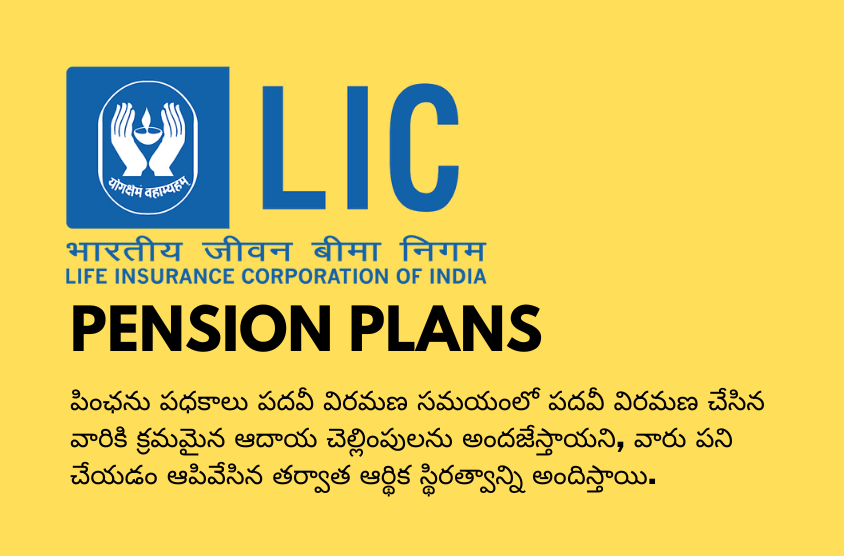 योगक्षेमं वहाम्यहम्
LIC
भारतीय जीवन बीमा निगम
LIFE INSURANCE CORPORATION OF INDIA
PENSION PLANS
పింఛను పధకాలు పదవీ విరమణ సమయంలో పదవీ విరమణ చేసిన
వారికి క్రమమైన ఆదాయ చెల్లింపులను అందజేస్తాయని, వారు పని
చేయడం ఆపివేసిన తర్వాత ఆర్థిక స్థిరత్వాన్ని అందిస్తాయి.